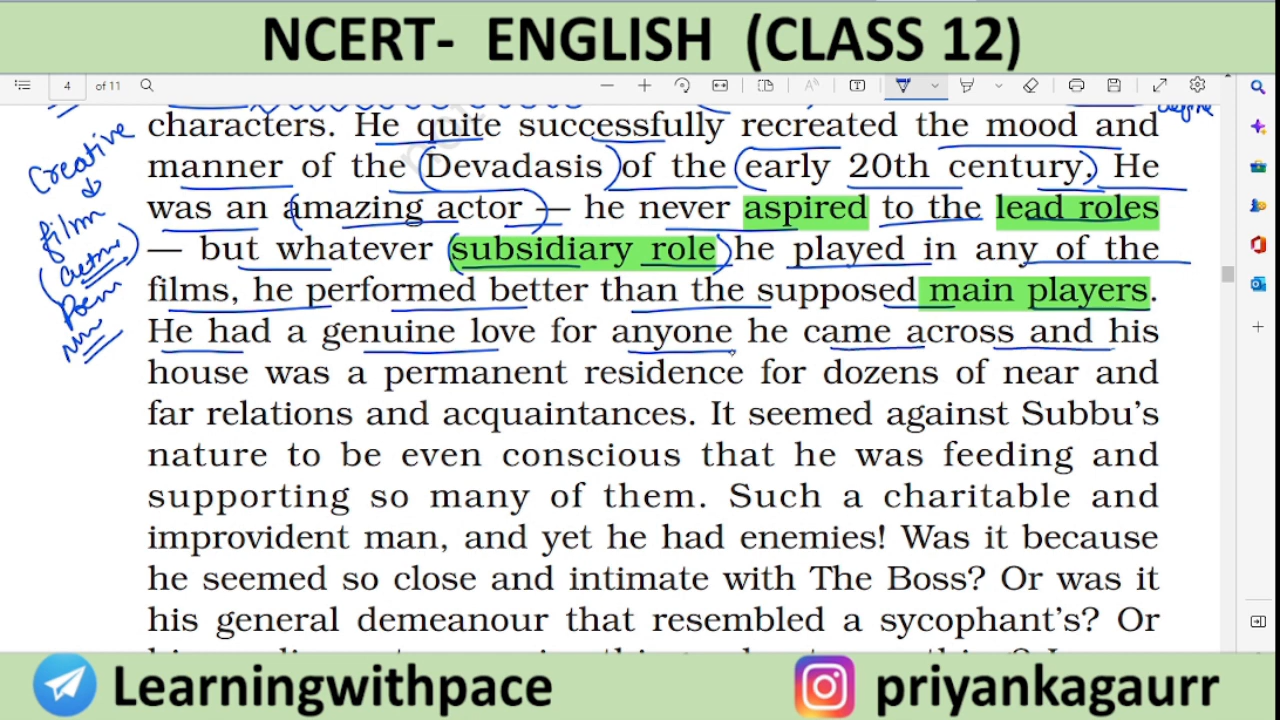 NCERT- ENGLISH (CLASS 12)
4 of 11
characters. He quite successfully recreated the mood and
manner of the Devadasis of the early 20th century. He
was an amazing actor — he never aspired to the lead roles
— but whatever subsidiary role he played in any of the
films, he performed better than the supposed main players.
He had a genuine love for anyone he came across and his
house was a permanent residence for dozens of near and
far relations and acquaintances. It seemed against Subbu’s
nature to be even conscious that he was feeding and
supporting so many of them. Such a charitable and
improvident man, and yet he had enemies! Was it because
he seemed so close and intimate with The Boss? Or was it
his general demeanour that resembled a sycophant’s? Or
Creative
film
Learningwithpace
priyankagaurr